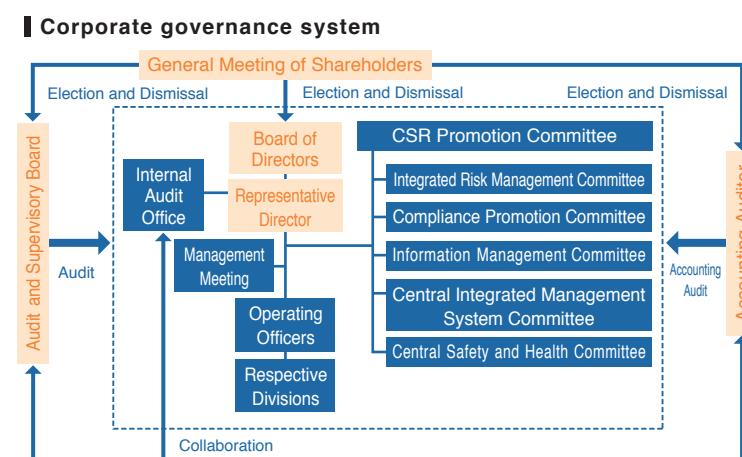 Corporate governance system
General Meeting of Shareholders
Election and Dismissal
Election and Dismissal
Election and Dismissal
Audit and Supervisory Board
Audit
Board of
Directors
Representative
Director
Internal
Audit
Office
Management
Meeting
Operating
Officers
Respective
Divisions
CSR Promotion Committee
Integrated Risk Management Committee
Compliance Promotion Committee
Information Management Committee
Central Integrated Management
System Committee
Central Safety and Health Committee
Accounting
Audit
Accounting Auditor
Collaboration